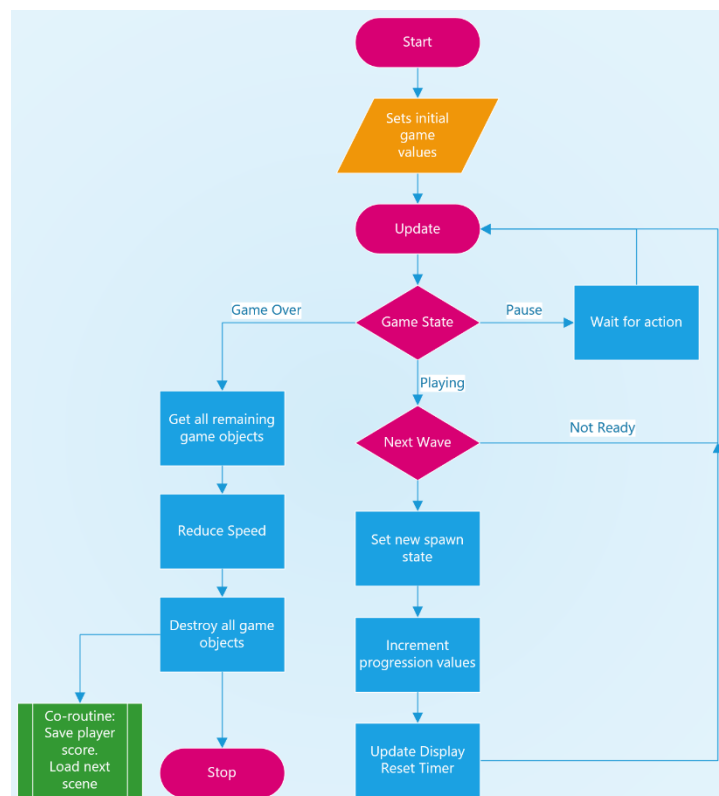 Start
Sets initial
game
values
Update
Game Over
Game State
Pause
Wait for action
Playing
Get all remaining
game objects
Next Wave
Not Ready
Reduce Speed
Set new spawn
state
Destroy all game
objects
Increment
progression values
Co-routine:
Save player
score.
Load next
scene
Stop
Update Display
Reset Timer